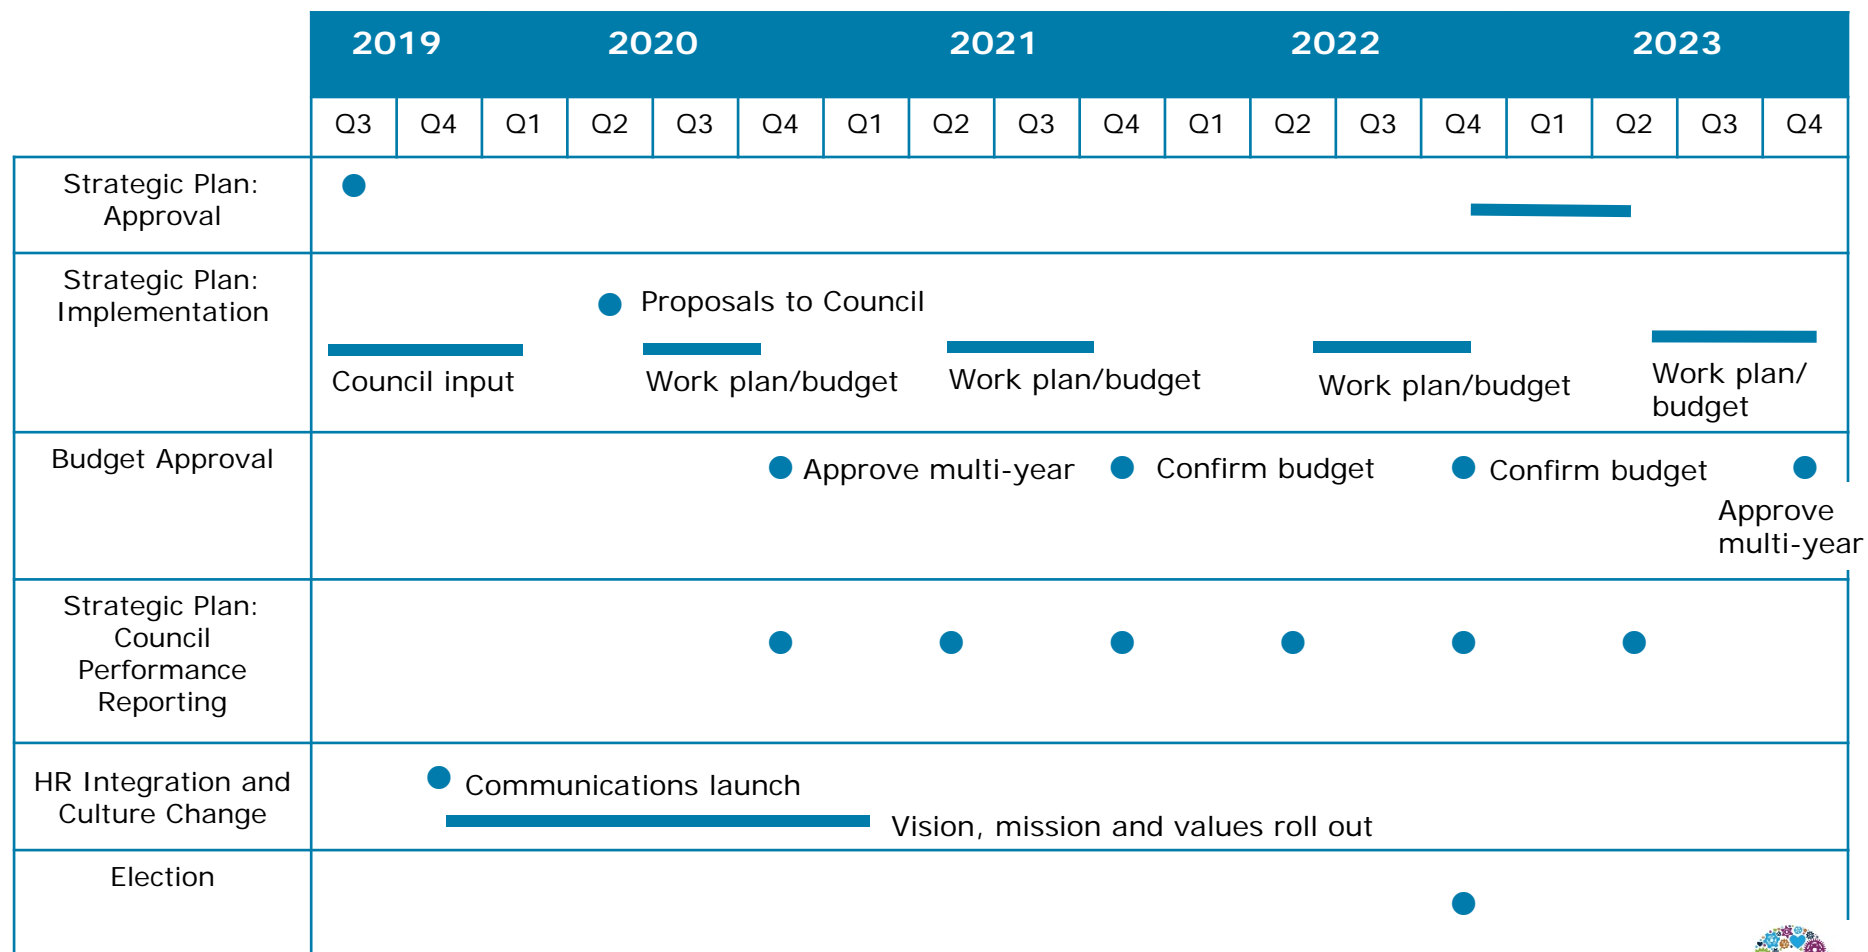 2019 2020 2021 2022 2023
Q3 Q4 Q1 Q2 Q3 Q4 Q1 Q2 Q3 Q4 Q1 Q2 Q3 Q4 Q1 Q2 Q3 Q4
Strategic Plan:
Approval
Strategic Plan:
Implementation
Proposals to Council
Council input
Work plan/budget
Work plan/budget
Work plan/budget
Work plan/
budget
Budget Approval
Approve multi-year
Confirm budget
Confirm budget
Approve
multi-year
Strategic Plan:
Council
Performance
Reporting
HR Integration and
Culture Change
Communications launch
Vision, mission and values roll out
Election